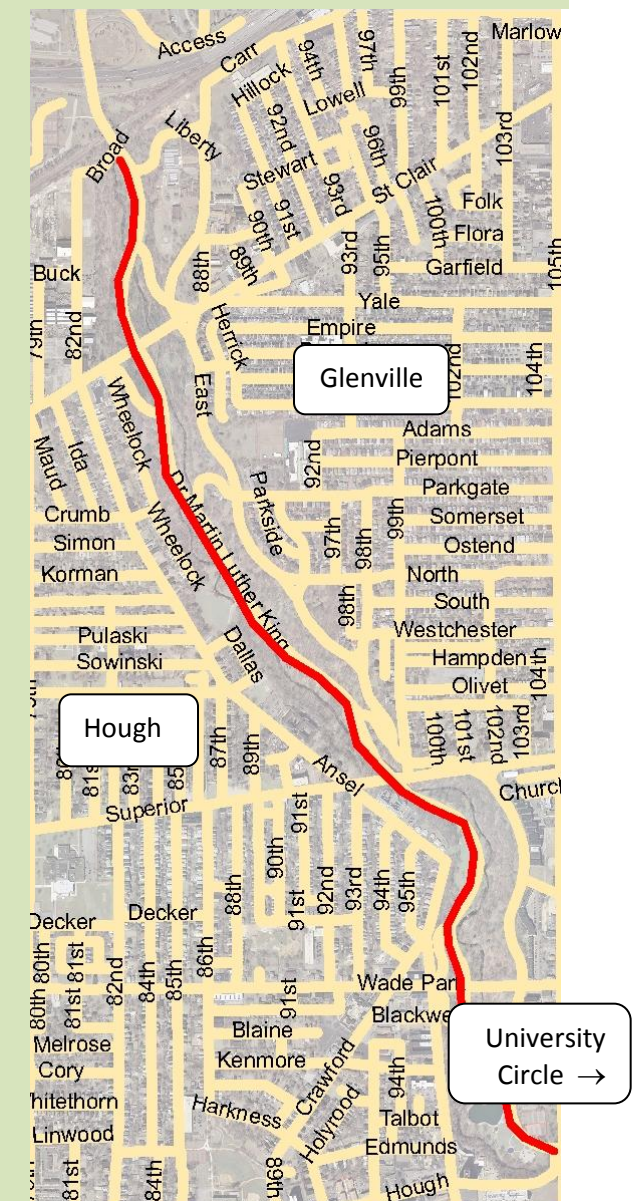 Access
Carr
Marlow
Hillock
94th
97th
99th
101st
102nd
Lowell
Broad
Liberty
92nd
96th
103rd
Stewart
93rd
St Clair
90th
91st
100th
Folk
Flora
89th
88th
93rd
95th
Garfield
105th
Buck
Yale
79th
82nd
Herrick
Empire
Glenville
102nd
104th
East
Wheelock
Adams
Maud
Ida
92nd
Pierpont
Dr Martin Luther King
Parkside
Parkgate
Crumb
Wheelock
97th
98th
99th
Somerset
Simon
Ostend
Korman
North
98th
South
Pulaski
Dallas
Westchester
Sowinski
Hampden
104th
Olivet
Hough
87th
89th
100th
101st
102nd
103rd
Ansel
Superior
91st
Church
90th
88th
91st
92nd
93rd
94th
95th
Decker
Decker
80th
81st
86th
80th
81st
82nd
84th
85th
91st
Wade Par
Blackwe
University
Circle →
Melrose
Blaine
Cory
Kenmore
Crawford
94th
hitethorn
Harkness
Holyrood
Talbot
Linwood
Edmunds
81st
84th
89th
Hough